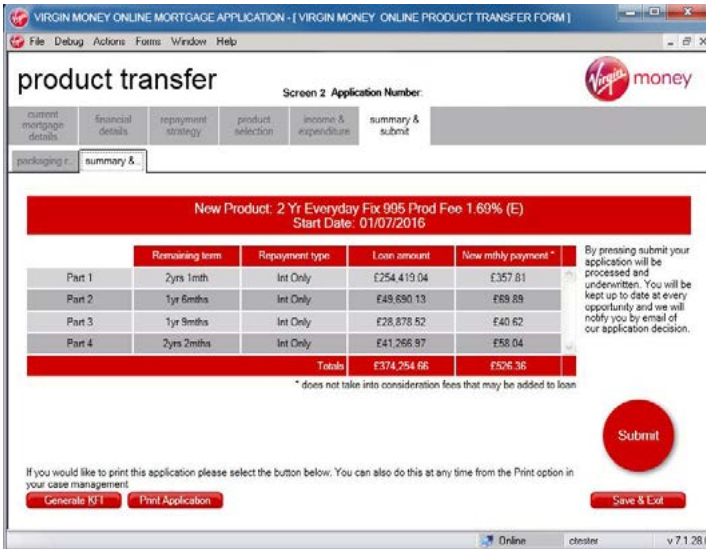 VIRGIN MONEY ONLINE MORTGAGE APPLICATION - [ VIRGIN MONEY ONLINE PRODUCT TRANSFER FORM ]
File Debug Actions Forms Window Help
product transfer
Screen 2 Application Number:
Virgin money
current mortgage details
financial details
repayment strategy
product selection
income & expenditure
summary & submit
packaging r...
summary &...
New Product: 2 Yr Everyday Fix 995 Prod Fee 1.69% (E)
Start Date: 01/07/2016
Remaining term Repayment type Loan amount New mthly payment *
Part 1 2yrs 1mth Int Only £254,419.04 £357.81
Part 2 1yr 6mths Int Only £49,690.13 £69.89
Part 3 1yr 9mths Int Only £28,878.52 £40.62
Part 4 2yrs 2mths Int Only £41,266.97 £58.04
Totals £374,254.66 £526.36
* does not take into consideration fees that may be added to loan
By pressing submit your
application will be
processed and
underwritten. You will be
kept up to date at every
opportunity and we will
notify you by email of
our application decision.
Submit
If you would like to print this application please select the button below. You can also do this at any time from the Print option in
your case management
Generate KFI Print Application Save & Exit
Online ctester v 7.1.28.